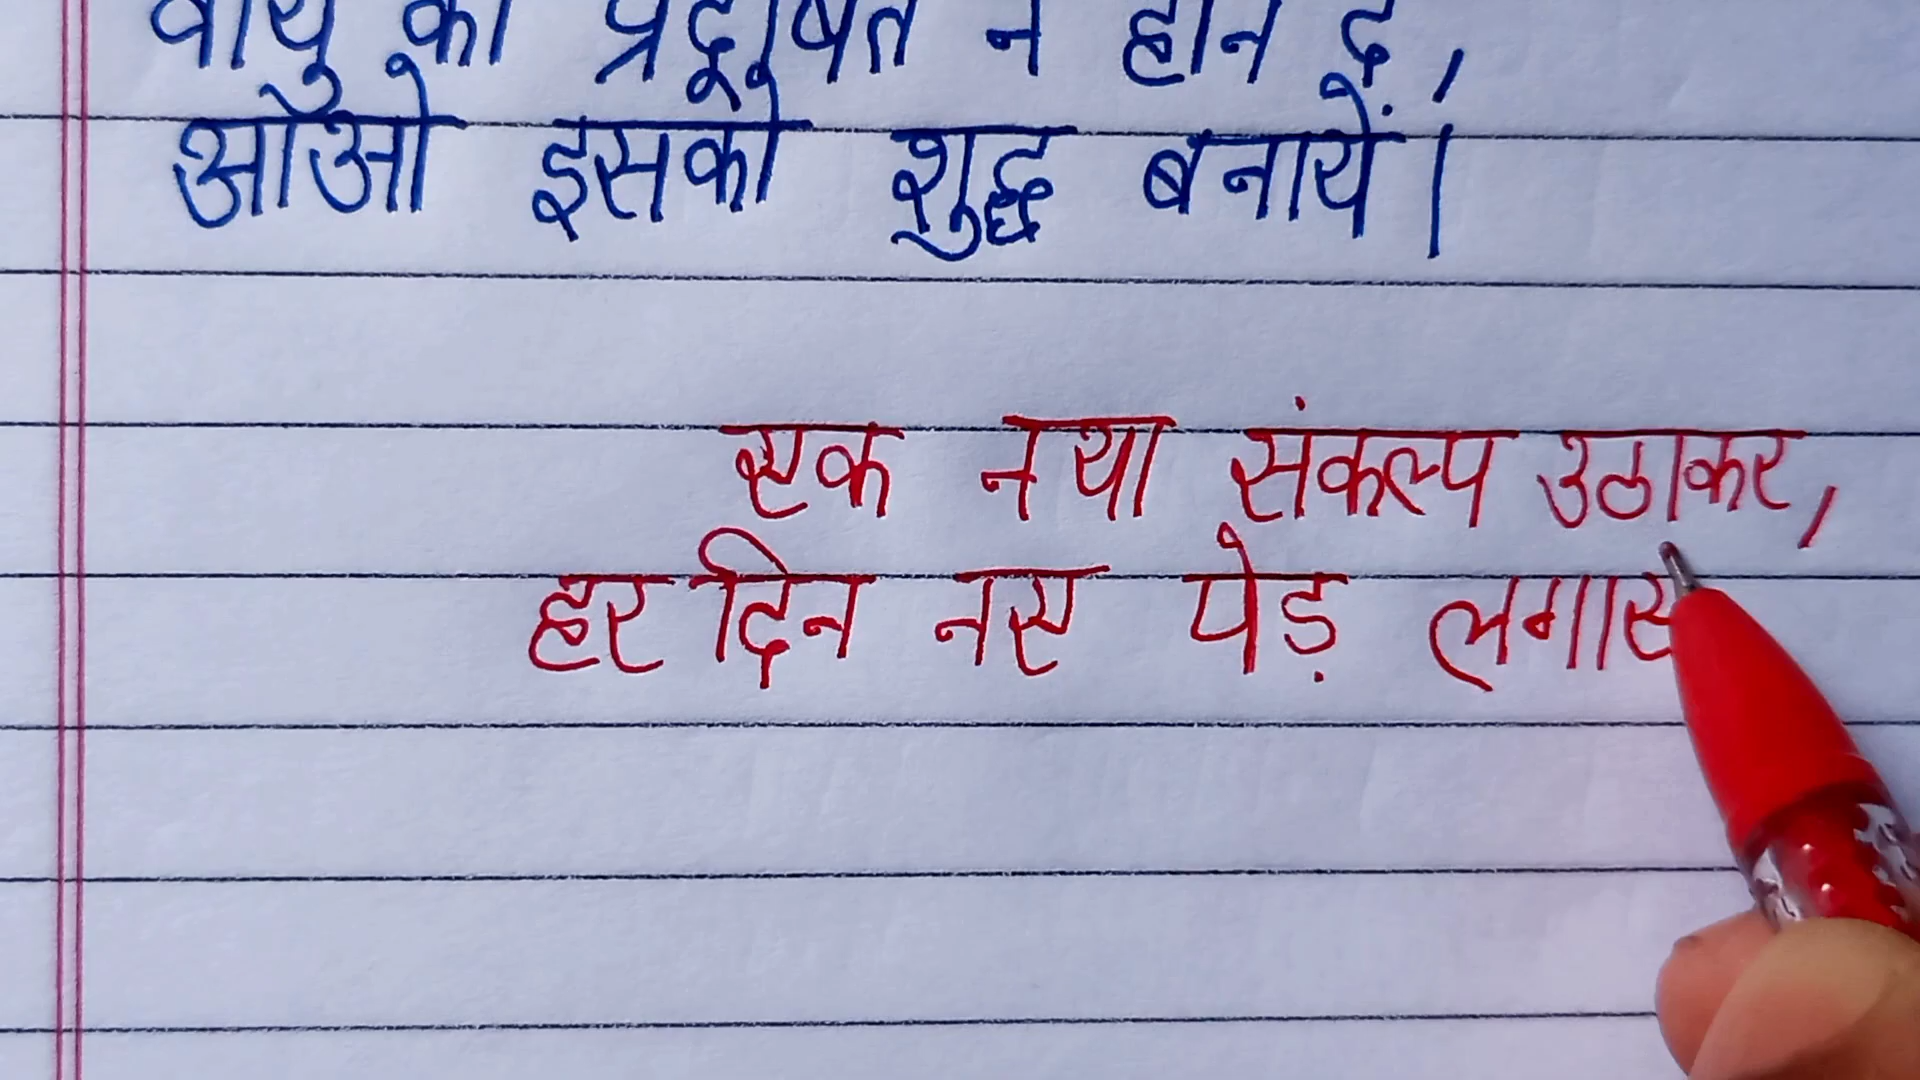 वायु को प्रदूषित न होने दें,
आओ इसको शुद्ध बनायें।
एक नया संकल्प उठाकर,
हर दिन नए पेड़